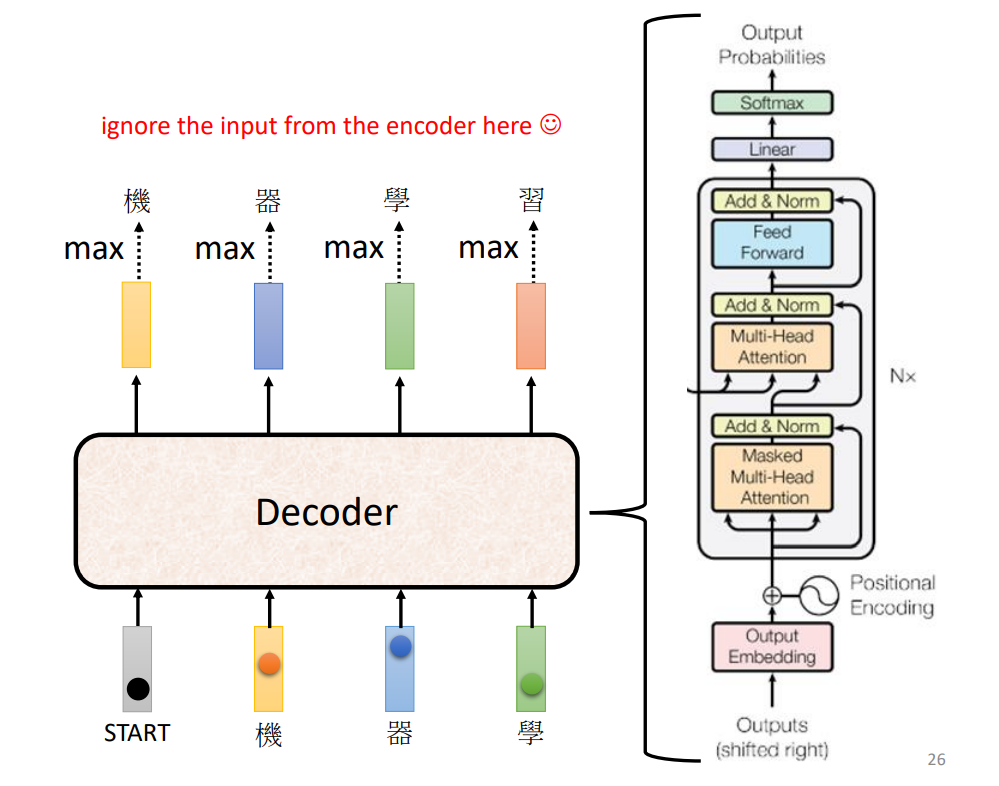 ignore the input from the encoder here ☺
機 器 學 習
max max max max
Decoder
START 機 器 學
Output
Probabilities
Softmax
Linear
Add & Norm
Feed
Forward
Add & Norm
Multi-Head
Attention
N×
Add & Norm
Masked
Multi-Head
Attention
Positional
Encoding
Output
Embedding
Outputs
(shifted right)
26